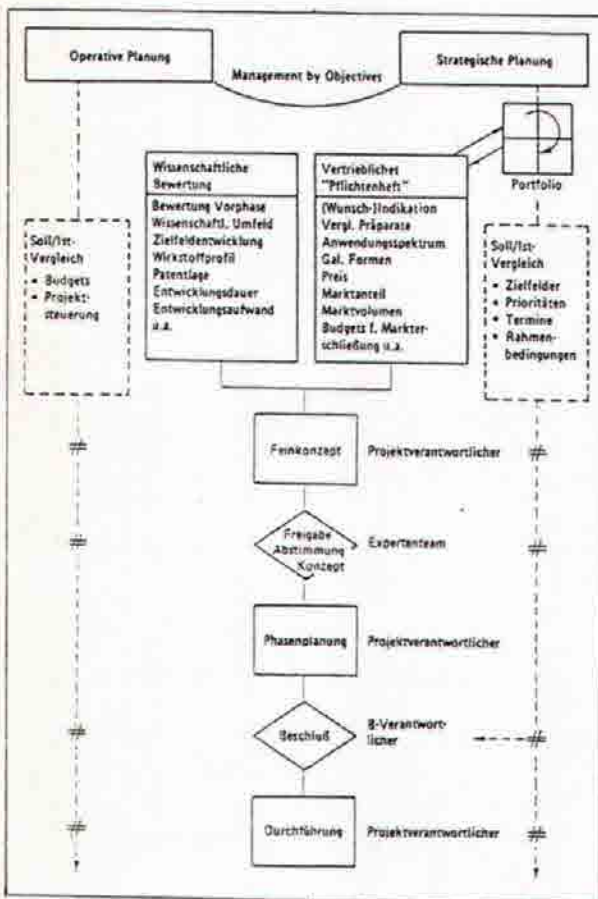 Operative Planung
Management by Objectives
Strategische Planung
Portfolio
Wissenschaftliche
Bewertung
Bewertung Vorphase
Wissenschaftl. Umfeld
Zielfeldentwicklung
Wirkstoffprofil
Patentlage
Entwicklungsdauer
Entwicklungsaufwand
u.a.
Vertriebliches
"Pflichtenheft"
(Wunsch-)Indikation
Vergl. Präparate
Anwendungsspektrum
Gal. Formen
Preis
Marktanteil
Marktvolumen
Budgets f. Markter-
schließung u.a.
Soll/Ist-
Vergleich
• Budgets
• Projekt-
steuerung
Soll/Ist-
Vergleich
• Zielfelder
• Prioritäten
• Termine
• Rahmen-
bedingungen
Feinkonzept
Projektverantwortlicher
Freigabe
Abstimmung
Konzept
Expertenteam
Phasenplanung
Projektverantwortlicher
Beschluß
B-Verantwort-
licher
Durchführung
Projektverantwortlicher